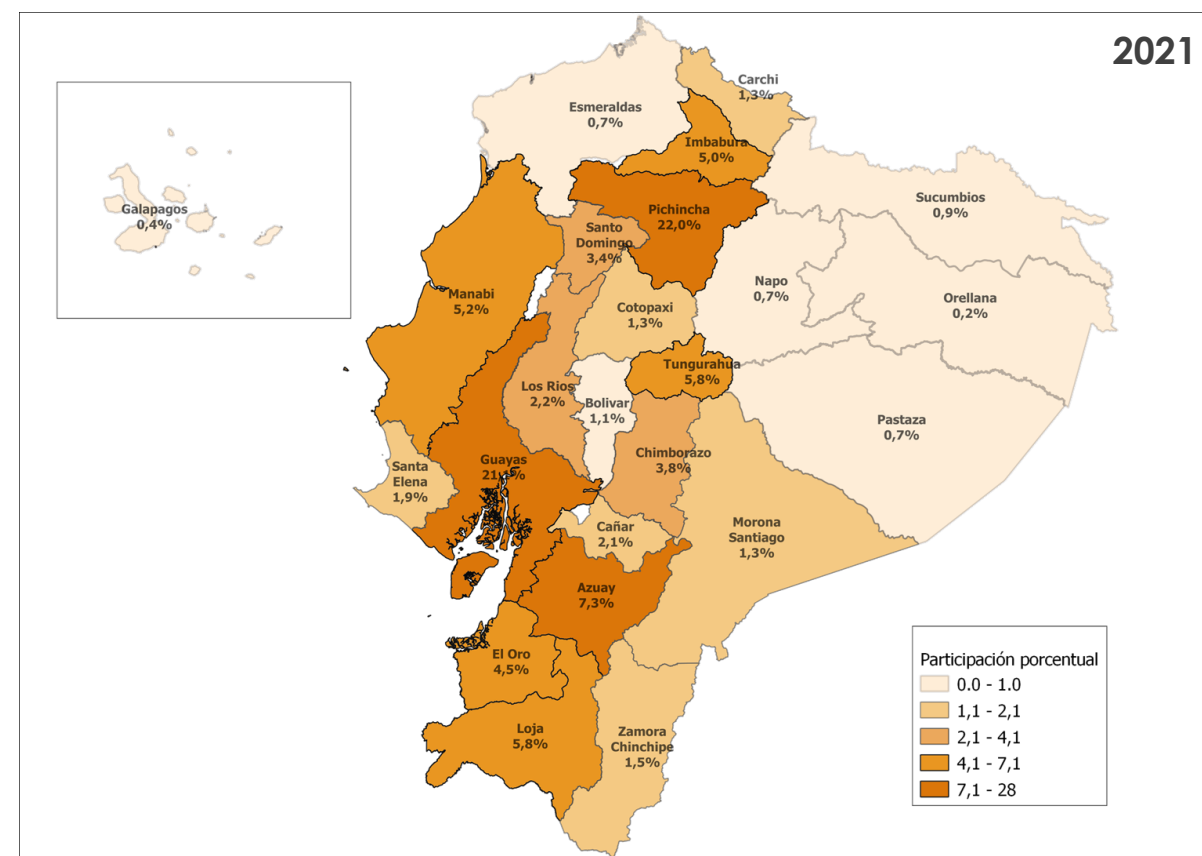 2021
Carchi
1,3%
Esmeraldas
0,7%
Imbabura
5,0%
Sucumbios
0,9%
Galapagos
0,4%
Pichincha
22,0%
Santo
Domingo
3,4%
Napo
0,7%
Orellana
0,2%
Manabi
5,2%
Cotopaxi
1,3%
Tungurahua
5,8%
Los Rios
2,2%
Bolivar
1,1%
Pastaza
0,7%
Guayas
Chimborazo
3,8%
Santa
Elena
1,9%
Cañar
2,1%
Morona
Santiago
1,3%
Azuay
7,3%
El Oro
4,5%
Loja
5,8%
Zamora
Chinchipe
1,5%
Participación porcentual
0.0 - 1.0
1,1 - 2,1
2,1 - 4,1
4,1 - 7,1
7,1 - 28